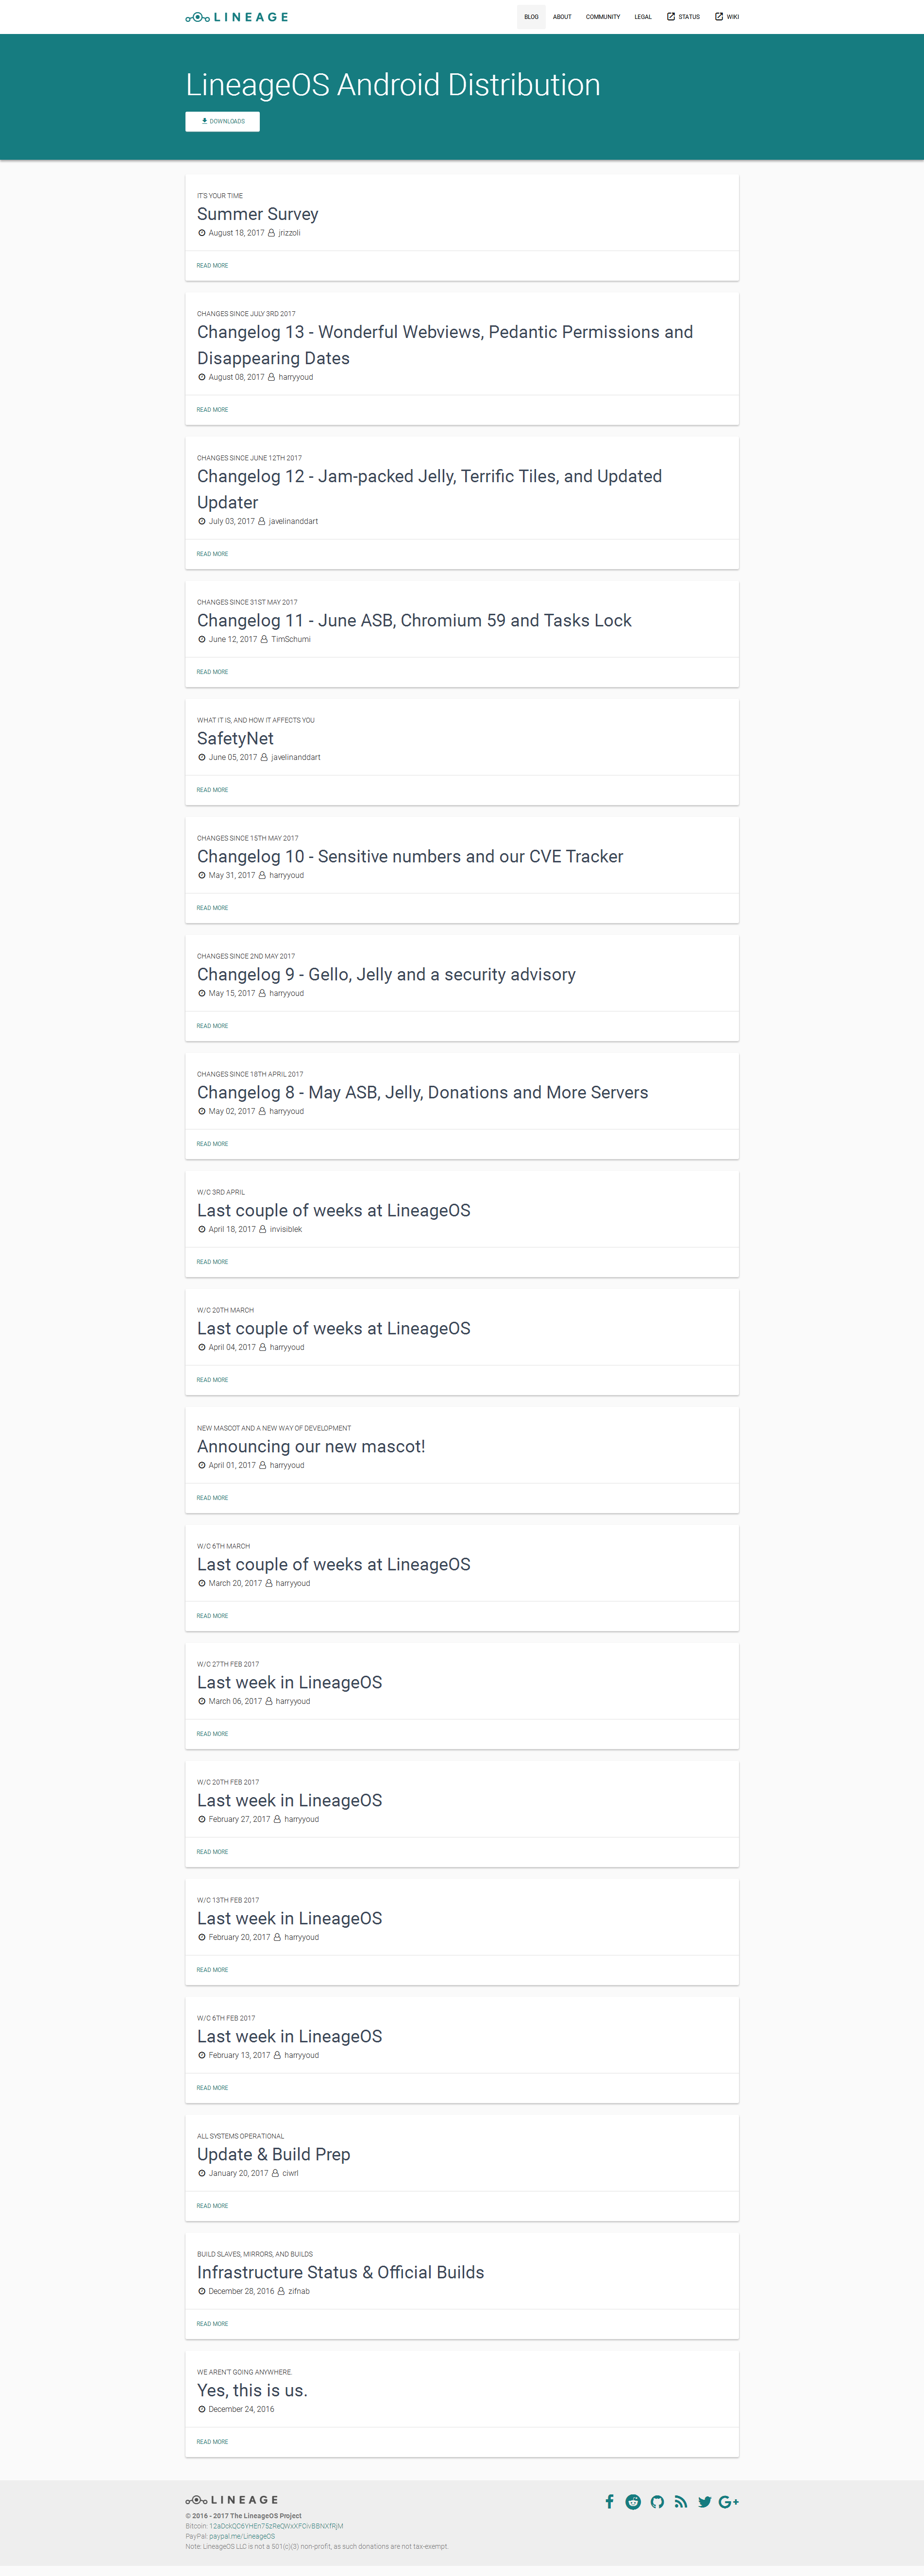 LINEAGE
BLOG ABOUT COMMUNITY LEGAL STATUS WIKI
LineageOS Android Distribution
DOWNLOADS
IT'S YOUR TIME
Summer Survey
August 18, 2017 jrizzoli
READ MORE
CHANGES SINCE JULY 3RD 2017
Changelog 13 - Wonderful Webviews, Pedantic Permissions and
Disappearing Dates
August 08, 2017 harryyoud
READ MORE
CHANGES SINCE JUNE 12TH 2017
Changelog 12 - Jam-packed Jelly, Terrific Tiles, and Updated
Updater
July 03, 2017 javelinanddart
READ MORE
CHANGES SINCE 31ST MAY 2017
Changelog 11 - June ASB, Chromium 59 and Tasks Lock
June 12, 2017 TimSchumi
READ MORE
WHAT IT IS, AND HOW IT AFFECTS YOU
SafetyNet
June 05, 2017 javelinanddart
READ MORE
CHANGES SINCE 15TH MAY 2017
Changelog 10 - Sensitive numbers and our CVE Tracker
May 31, 2017 harryyoud
READ MORE
CHANGES SINCE 2ND MAY 2017
Changelog 9 - Gello, Jelly and a security advisory
May 15, 2017 harryyoud
READ MORE
CHANGES SINCE 18TH APRIL 2017
Changelog 8 - May ASB, Jelly, Donations and More Servers
May 02, 2017 harryyoud
READ MORE
W/C 3RD APRIL
Last couple of weeks at LineageOS
April 18, 2017 invisiblek
READ MORE
W/C 20TH MARCH
Last couple of weeks at LineageOS
April 04, 2017 harryyoud
READ MORE
NEW MASCOT AND A NEW WAY OF DEVELOPMENT
Announcing our new mascot!
April 01, 2017 harryyoud
READ MORE
W/C 6TH MARCH
Last couple of weeks at LineageOS
March 20, 2017 harryyoud
READ MORE
W/C 27TH FEB 2017
Last week in LineageOS
March 06, 2017 harryyoud
READ MORE
W/C 20TH FEB 2017
Last week in LineageOS
February 27, 2017 harryyoud
READ MORE
W/C 13TH FEB 2017
Last week in LineageOS
February 20, 2017 harryyoud
READ MORE
W/C 6TH FEB 2017
Last week in LineageOS
February 13, 2017 harryyoud
READ MORE
ALL SYSTEMS OPERATIONAL
Update & Build Prep
January 20, 2017 ciwrl
READ MORE
BUILD SLAVES, MIRRORS, AND BUILDS
Infrastructure Status & Official Builds
December 28, 2016 zifnab
READ MORE
WE AREN'T GOING ANYWHERE.
Yes, this is us.
December 24, 2016
READ MORE
LINEAGE
© 2016 - 2017 The LineageOS Project
Bitcoin:
PayPal: paypal.me/LineageOS
Note: LineageOS LLC is not a 501(c)(3) non-profit, as such donations are not tax-exempt.